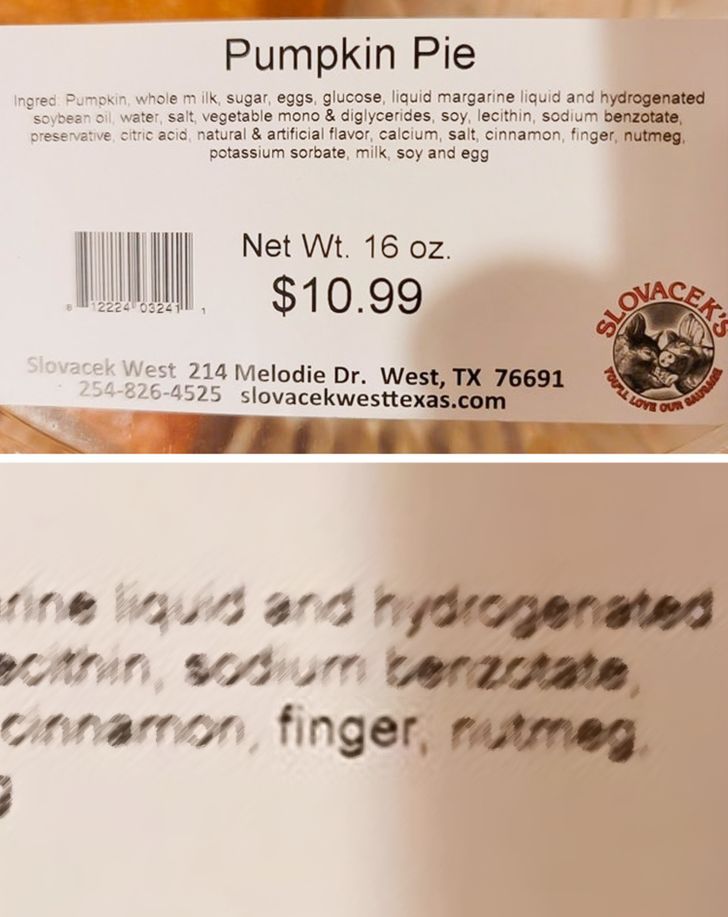 Pumpkin Pie
Ingred: Pumpkin, whole m ilk, sugar, eggs, glucose, liquid margarine liquid and hydrogenated
soybean oil, water, salt, vegetable mono & diglycerides, soy, lecithin, sodium benzotate,
preservative, citric acid, natural & artificial flavor, calcium, salt, cinnamon, finger, nutmeg,
potassium sorbate, milk, soy and egg
Net Wt. 16 oz.
$10.99
8 12224 03241 1
SLOVACEK'S
YOU'LL LOVE OUR SAUSAGE
Slovacek West 214 Melodie Dr. West, TX 76691
254-826-4525 slovacekwesttexas.com
rine liquid and hydrogenated
ecithin, sodium benzotate,
cinnamon, finger, nutmeg,
g